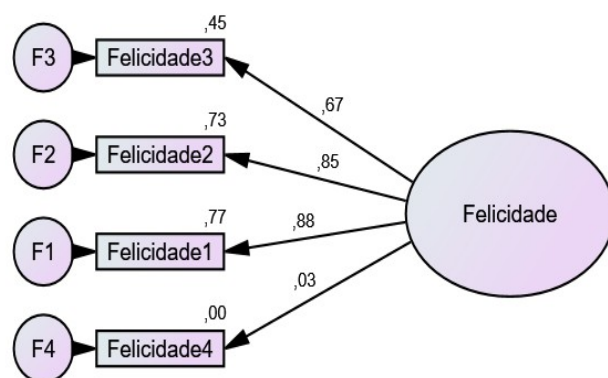 ,45
F3 Felicidade3
,67
,73
F2 Felicidade2
,85
Felicidade
,77
F1 Felicidade1
,88
,03
,00
F4 Felicidade4